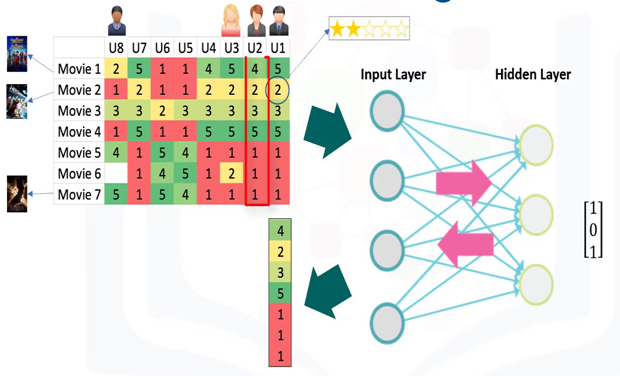 U8 U7 U6 U5 U4 U3 U2 U1
Movie 1 2 5 1 1 4 5 4 5
Movie 2 1 2 1 1 2 2 2 2
Movie 3 3 3 2 3 3 3 3 3
Movie 4 1 5 1 1 5 5 5 5
Movie 5 4 1 5 4 1 1 1 1
Movie 6 1 4 5 1 2 1 1
Movie 7 5 1 5 4 1 1 1 1
Input Layer
Hidden Layer
1
0
1
4
2
3
5
1
1
1